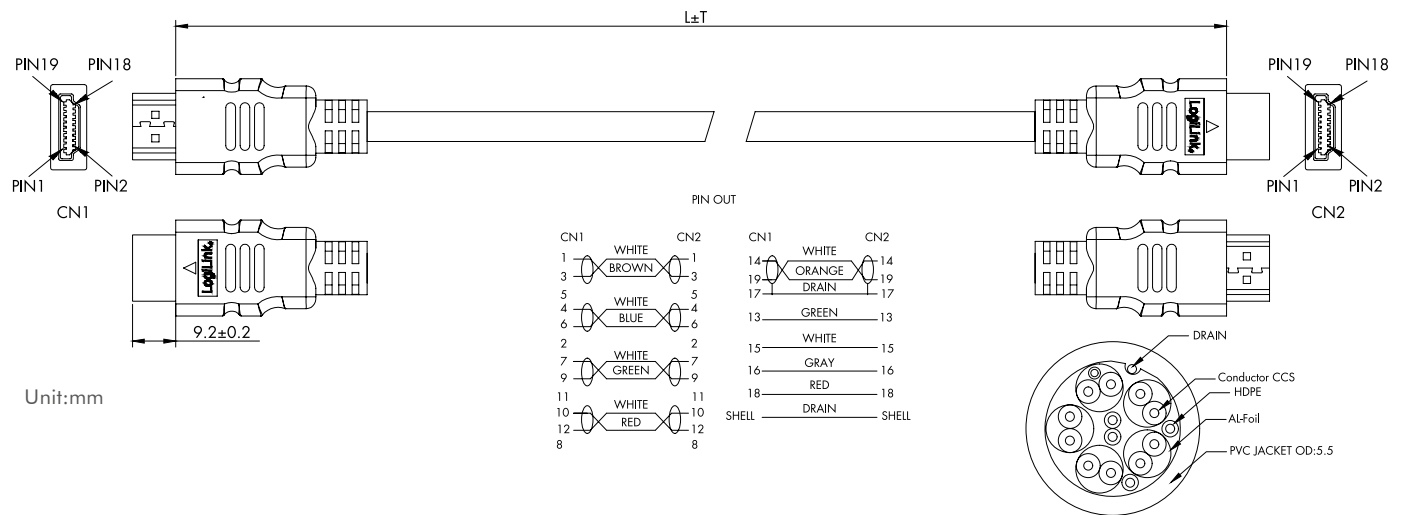 L±T
PIN19 PIN18
PIN1 PIN2
CN1
LogiLink
PIN19 PIN18
PIN1 PIN2
CN2
LogiLink
9.2±0.2
Unit:mm
PIN OUT
CN1 CN2
1 WHITE 1
3 BROWN 3
5 5
4 WHITE 4
6 BLUE 6
2 2
7 WHITE 7
9 GREEN 9
11 11
10 WHITE 10
12 RED 12
8 8
CN1 CN2
14 WHITE 14
19 ORANGE 19
17 DRAIN 17
13 GREEN 13
15 WHITE 15
16 GRAY 16
18 RED 18
SHELL DRAIN SHELL
DRAIN
Conductor CCS
HDPE
AL-Foil
PVC JACKET OD:5.5